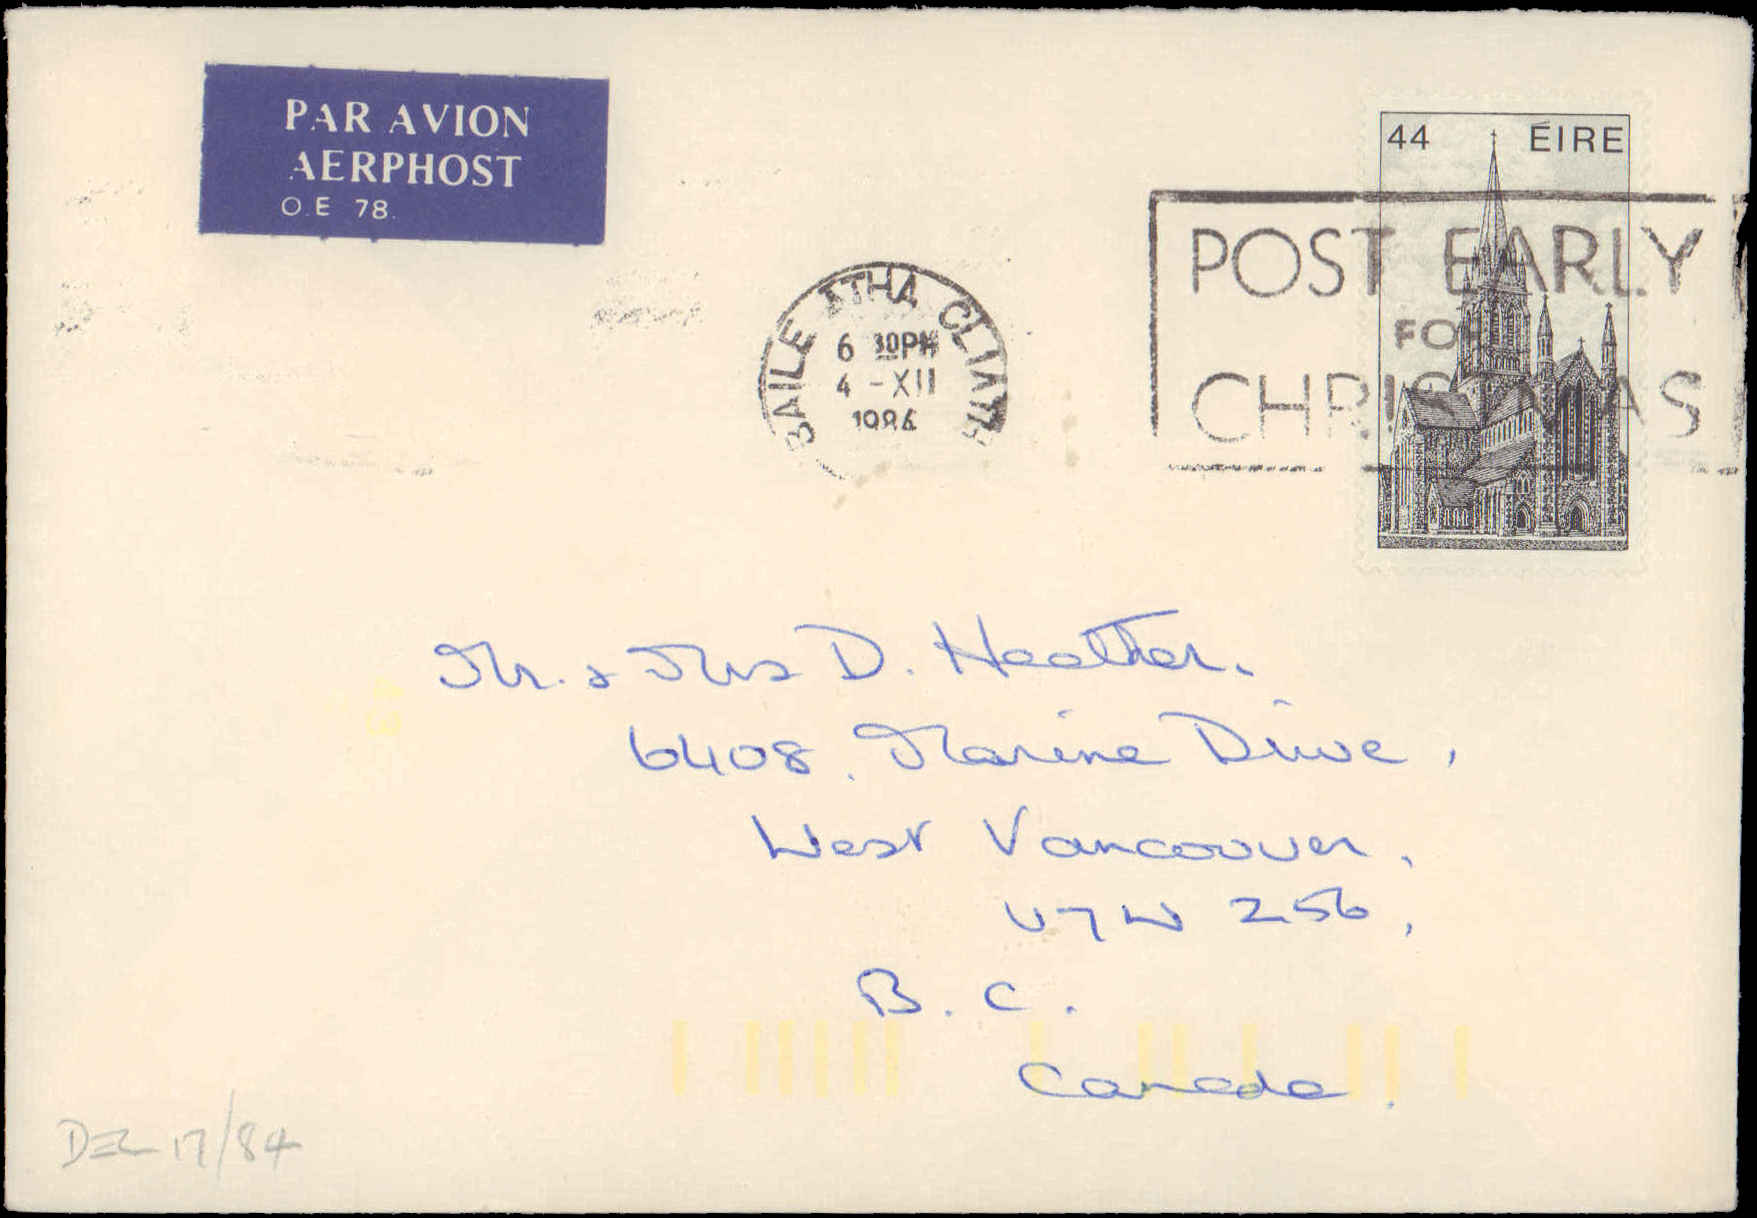 PAR AVION
AERPHOST
O.E 78.
44 ÉIRE
POST EARLY
FOR
CHRISTMAS
BAILE ÁTHA CLIATH
6 30PM
4 -XII
1984
Mr. & Mrs D. Heather.
6408. Marine Drive,
West Vancouver,
V7W 2S6,
B. C.
Canada.
DEC 17/84